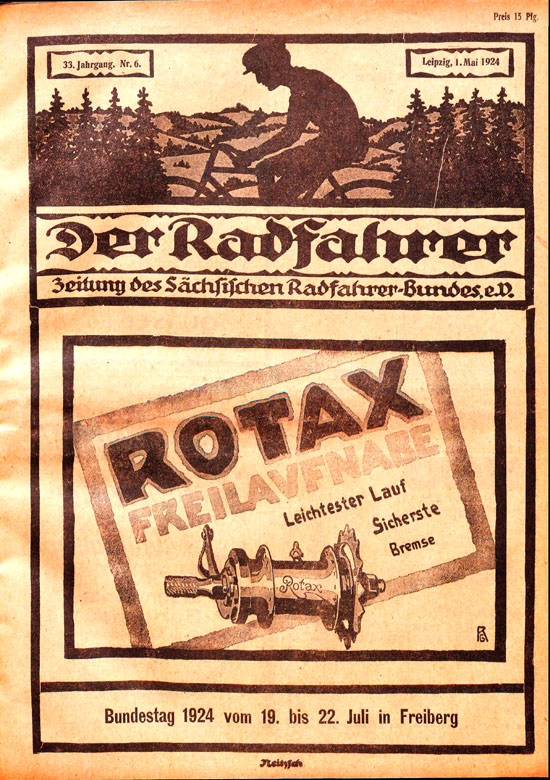 Preis 15 Pfg.
33. Jahrgang. Nr. 6.
Leipzig, 1. Mai 1924
Der Radfahrer
Zeitung des Sächsischen Radfahrer-Bundes, e.V.
ROTAX
FREILAUFNABE
Leichtester Lauf
Sicherste
Bremse
Rotax
Bundestag 1924 vom 19. bis 22. Juli in Freiberg